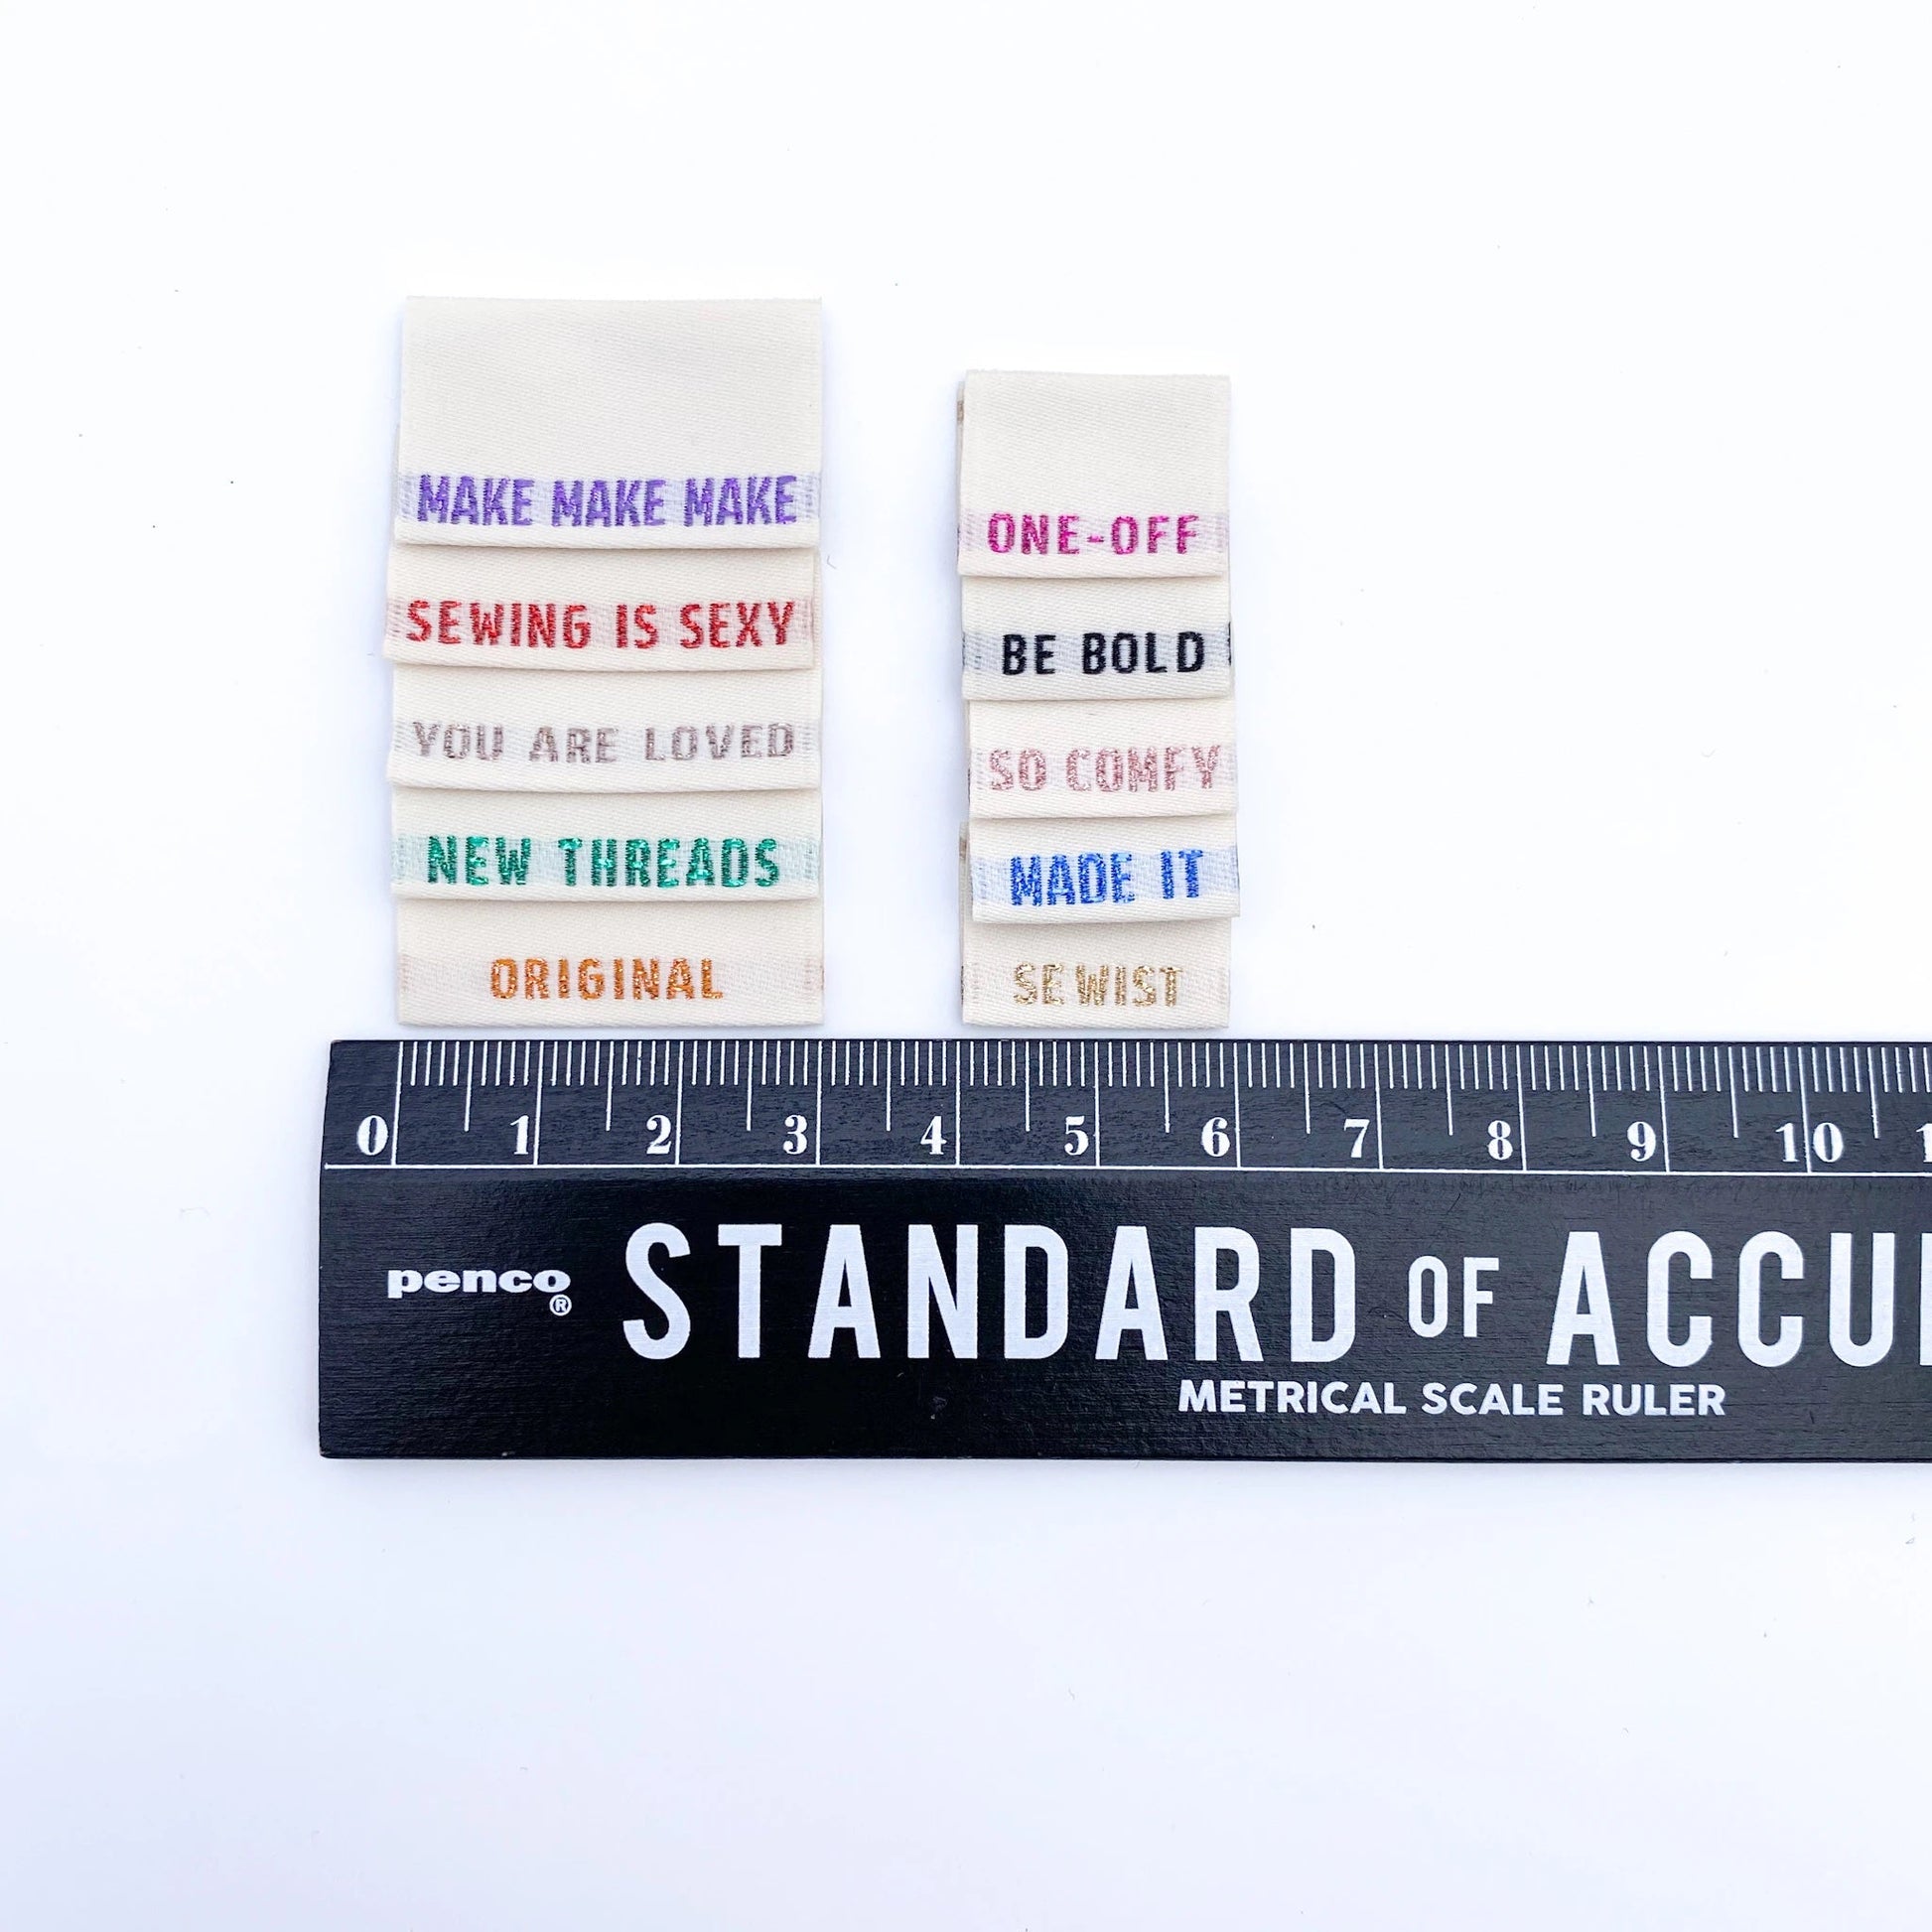 MAKE MAKE MAKE
SEWING IS SEXY
YOU ARE LOVED
NEW THREADS
ORIGINAL
ONE-OFF
BE BOLD
SO COMFY
MADE IT
SEWIST
0 1 2 3 4 5 6 7 8 9 10 1
penco®
STANDARD OF ACCU
METRICAL SCALE RULER